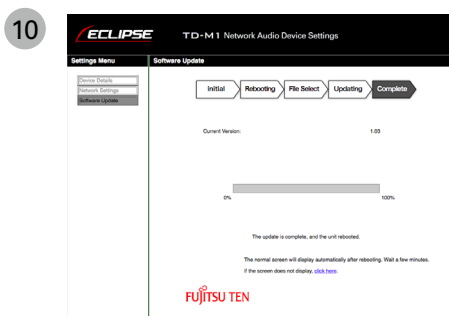 10
ECLIPSE TD-M1 Network Audio Device Settings
Settings Menu Software Update
Device Details
Network Settings
Software Update
Initial Rebooting File Select Updating Complete
Current Version: 1.03
0% 100%
The update is complete, and the unit rebooted.
The normal screen will display automatically after rebooting. Wait a few minutes.
If the screen does not display, click here.
FUJITSU TEN